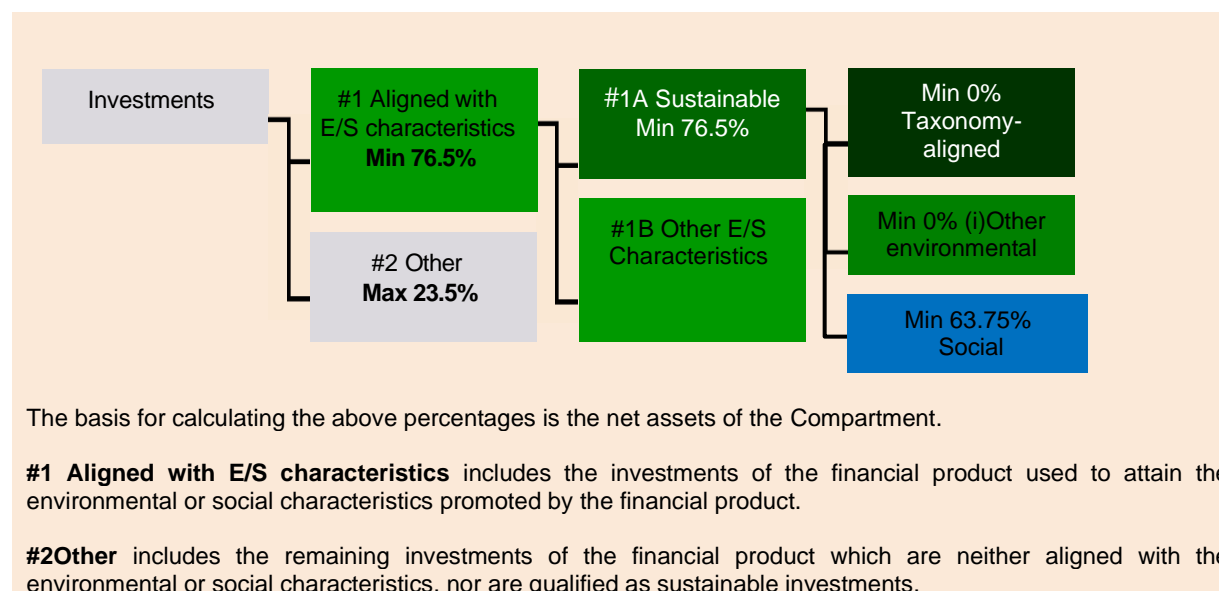 Investments
#1 Aligned with
E/S characteristics
Min 76.5%
#2 Other
Max 23.5%
#1A Sustainable
Min 76.5%
#1B Other E/S
Characteristics
Min 0%
Taxonomy-
aligned
Min 0% (i)Other
environmental
Min 63.75%
Social
The basis for calculating the above percentages is the net assets of the Compartment.
#1 Aligned with E/S characteristics includes the investments of the financial product used to attain the
environmental or social characteristics promoted by the financial product.
#2Other includes the remaining investments of the financial product which are neither aligned with the
environmental or social characteristics, nor are qualified as sustainable investments.